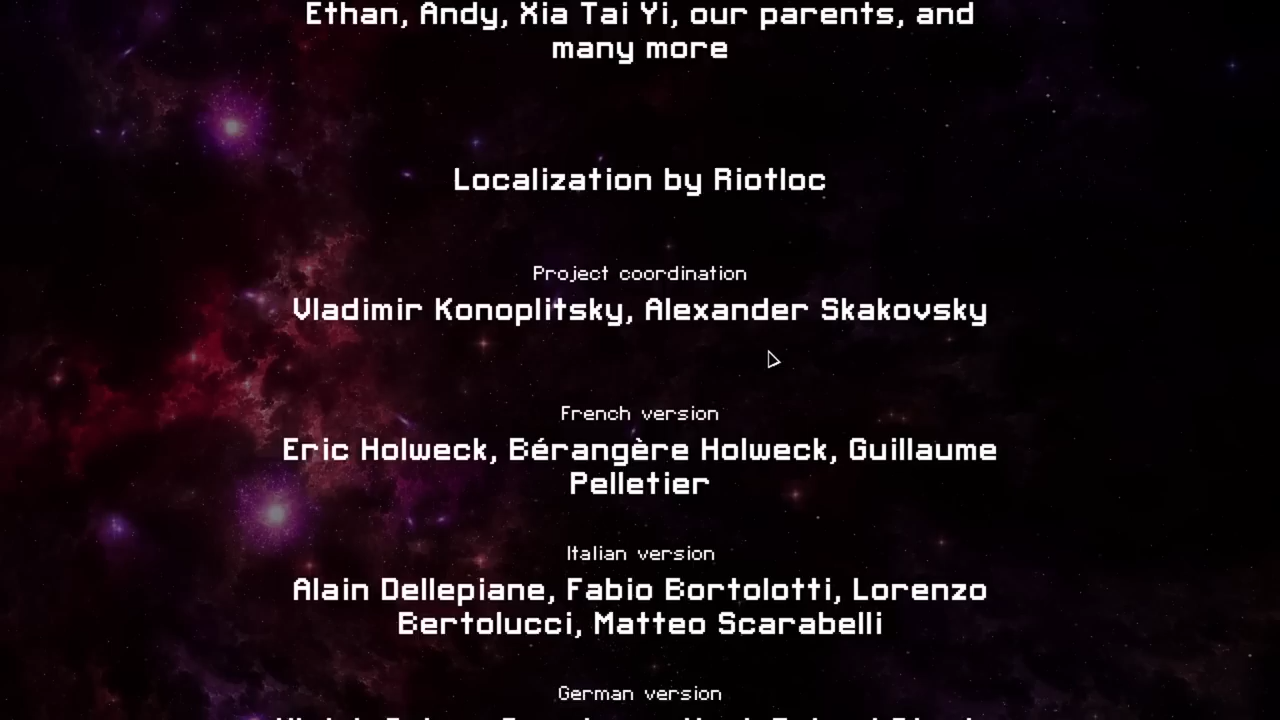 Ethan, Andy, Xia Tai Yi, our parents, and
many more
Localization by Riotloc
Project coordination
Vladimir Konoplitsky, Alexander Skakovsky
French version
Eric Holweck, Bérangère Holweck, Guillaume
Pelletier
Italian version
Alain Dellepiane, Fabio Bortolotti, Lorenzo
Bertolucci, Matteo Scarabelli
German version